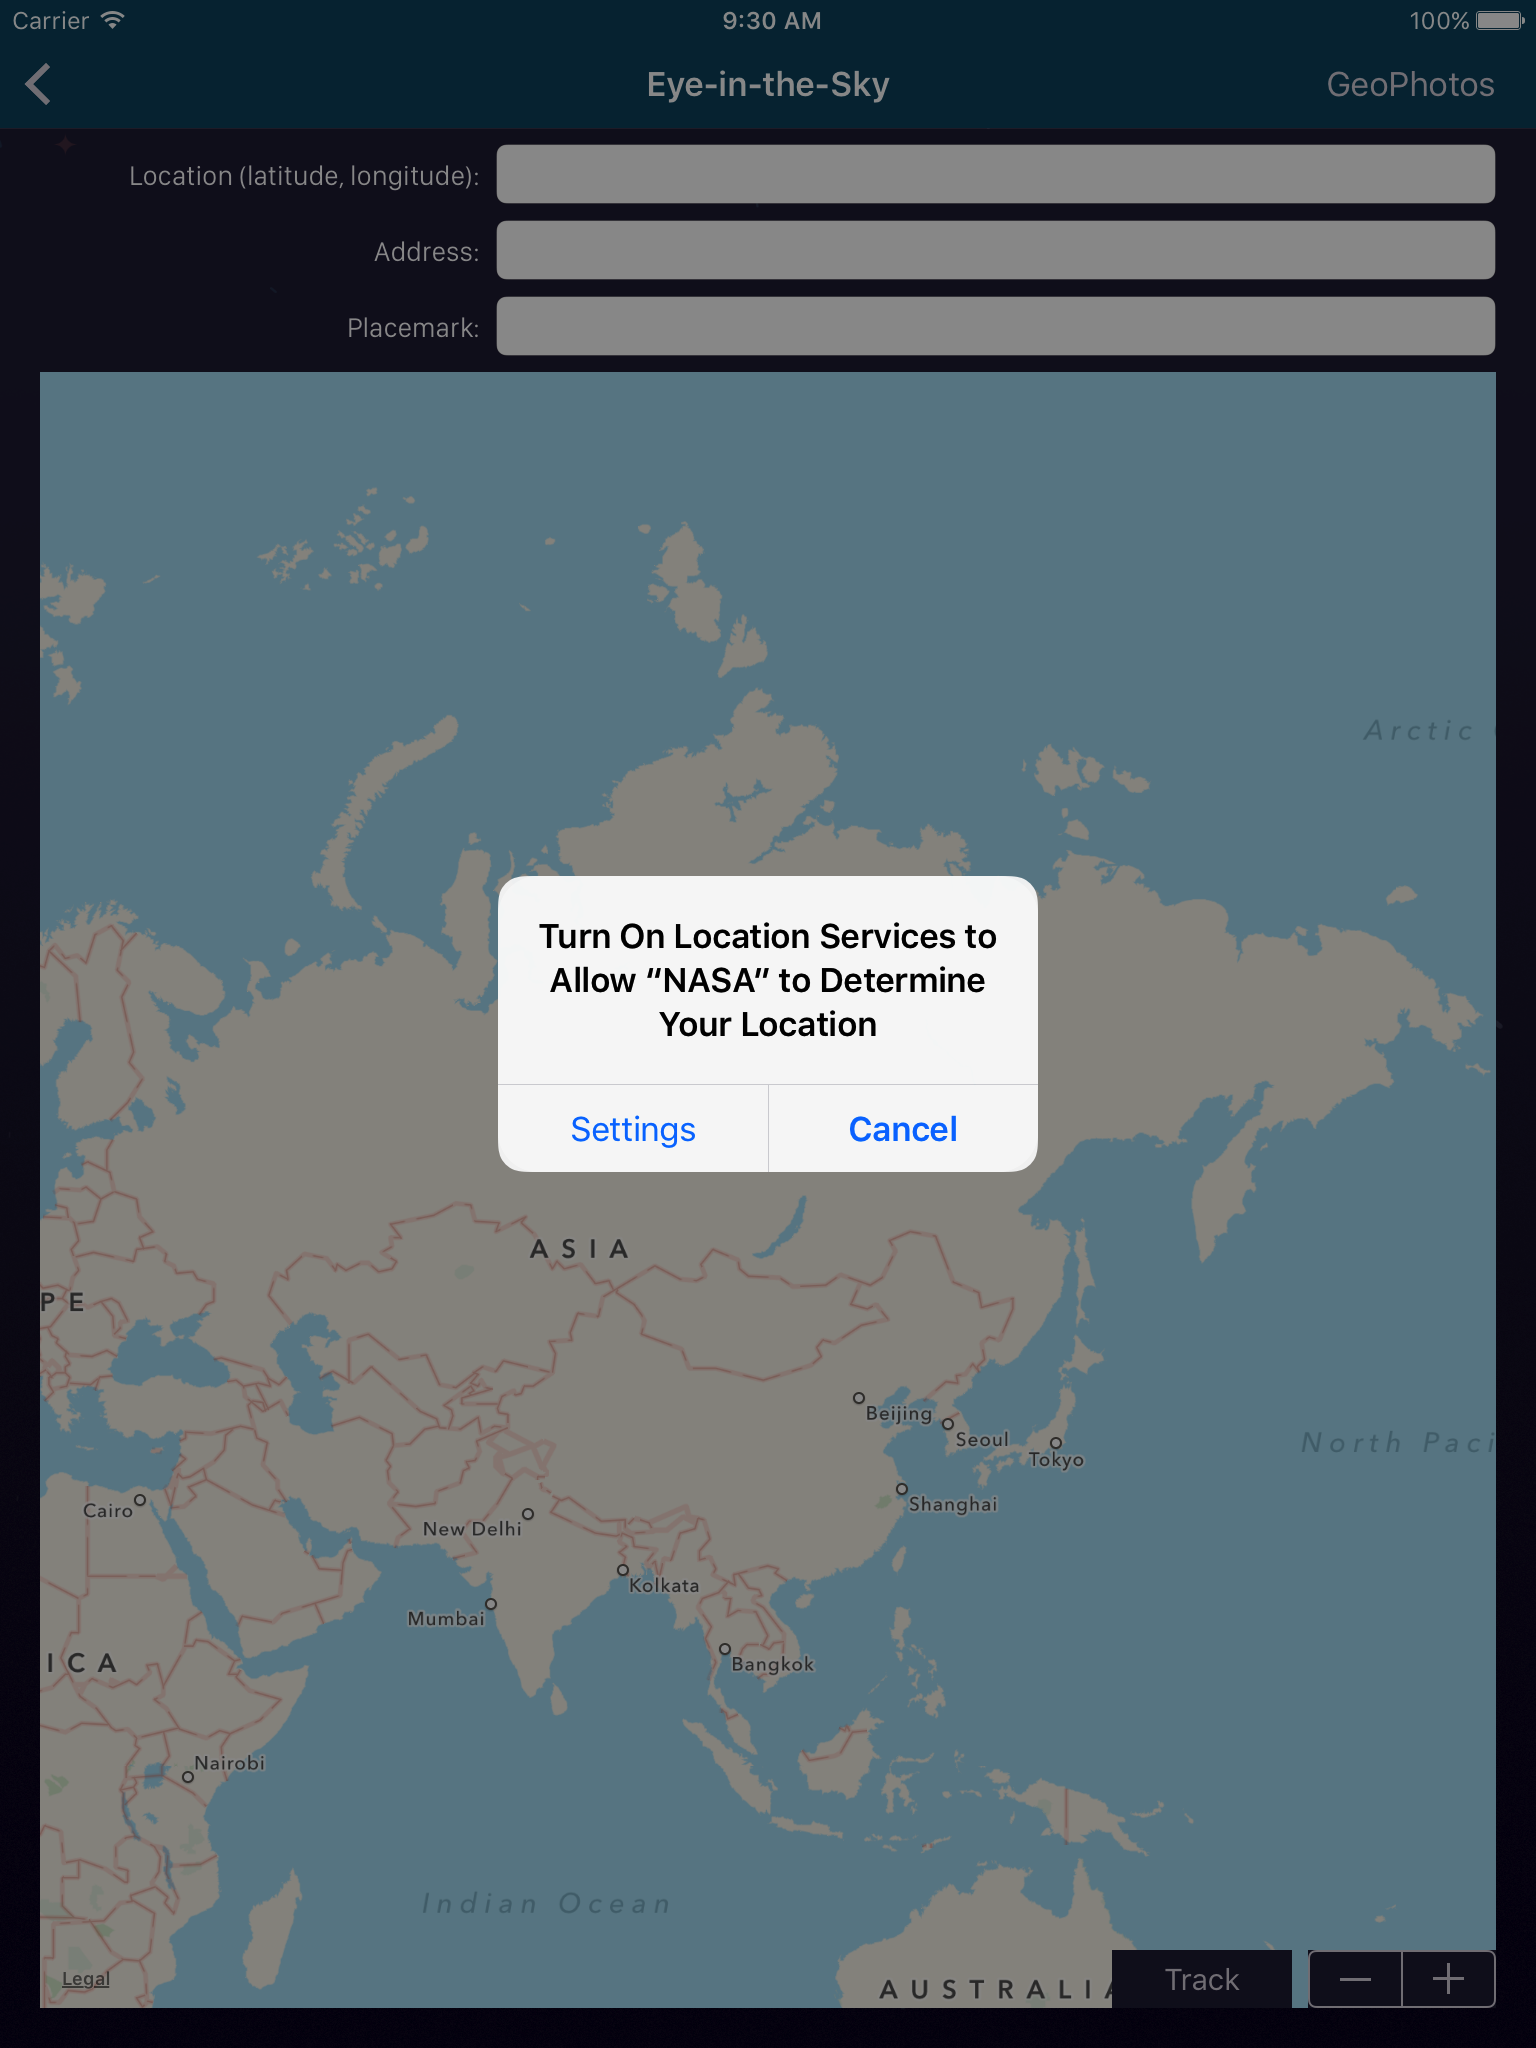 Carrier 9:30 AM 100%
Eye-in-the-Sky GeoPhotos
Location (latitude, longitude):
Address:
Placemark:
Arctic
Turn On Location Services to
Allow “NASA” to Determine
Your Location
Settings Cancel
ASIA
PE
Beijing
Seoul
Tokyo
North Paci
Cairo
Shanghai
New Delhi
Kolkata
Mumbai
ICA
Bangkok
Nairobi
Indian Ocean
Legal
AUSTRALIA
Track